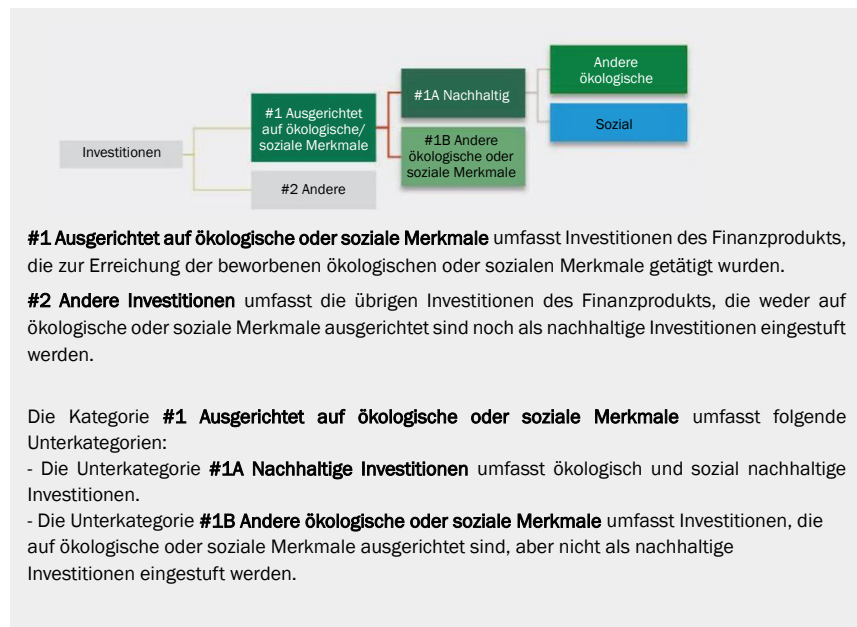 Andere
ökologische
#1A Nachhaltig
#1 Ausgerichtet
auf ökologische/
soziale Merkmale
Sozial
#1B Andere
ökologische oder
soziale Merkmale
Investitionen
#2 Andere
#1 Ausgerichtet auf ökologische oder soziale Merkmale umfasst Investitionen des Finanzprodukts,
die zur Erreichung der beworbenen ökologischen oder sozialen Merkmale getätigt wurden.
#2 Andere Investitionen umfasst die übrigen Investitionen des Finanzprodukts, die weder auf
ökologische oder soziale Merkmale ausgerichtet sind noch als nachhaltige Investitionen eingestuft
werden.
Die Kategorie #1 Ausgerichtet auf ökologische oder soziale Merkmale umfasst folgende
Unterkategorien:
- Die Unterkategorie #1A Nachhaltige Investitionen umfasst ökologisch und sozial nachhaltige
Investitionen.
- Die Unterkategorie #1B Andere ökologische oder soziale Merkmale umfasst Investitionen, die
auf ökologische oder soziale Merkmale ausgerichtet sind, aber nicht als nachhaltige
Investitionen eingestuft werden.